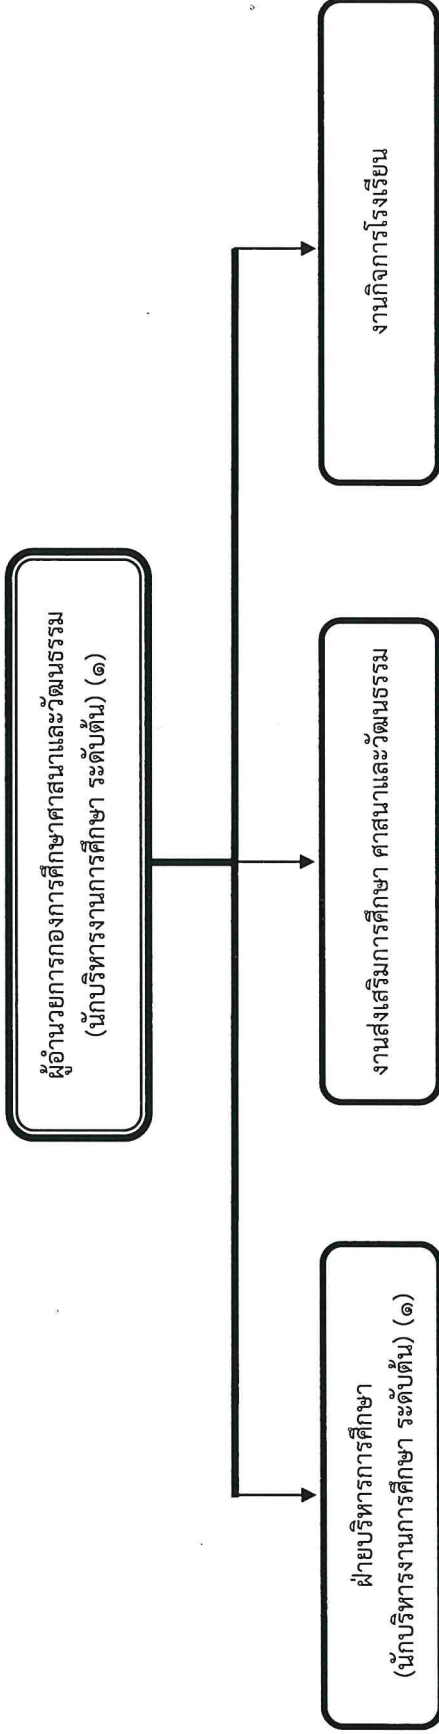 ผู้อำนวยการกองการศึกษาศาสนาและวัฒนธรรม
(นักบริหารงานการศึกษา ระดับต้น) (๑)
ฝ่ายบริหารการศึกษา
(นักบริหารงานการศึกษา ระดับต้น) (๑)
งานส่งเสริมการศึกษา ศาสนาและวัฒนธรรม
งานกิจการโรงเรียน